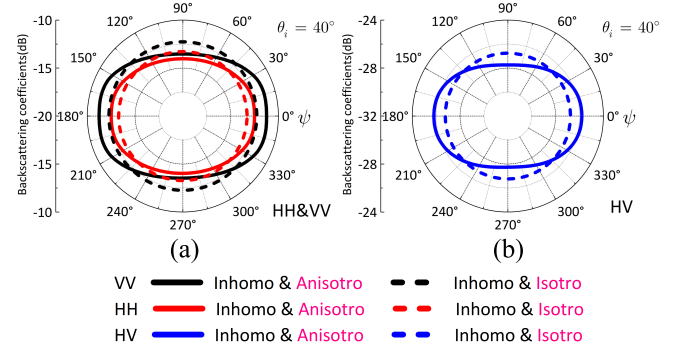 90°
120°
60°
θi = 40°
150°
30°
180°
0° ψ
210°
330°
240°
300°
270°
HH&VV
-10
-15
-20
-15
-10
Backscattering coefficients(dB)
(a)
90°
120°
60°
θi = 40°
150°
30°
180°
0° ψ
210°
330°
240°
300°
270°
HV
-24
-28
-32
-28
-24
Backscattering coefficients(dB)
(b)
VV Inhomo & Anisotro Inhomo & Isotro
HH Inhomo & Anisotro Inhomo & Isotro
HV Inhomo & Anisotro Inhomo & Isotro